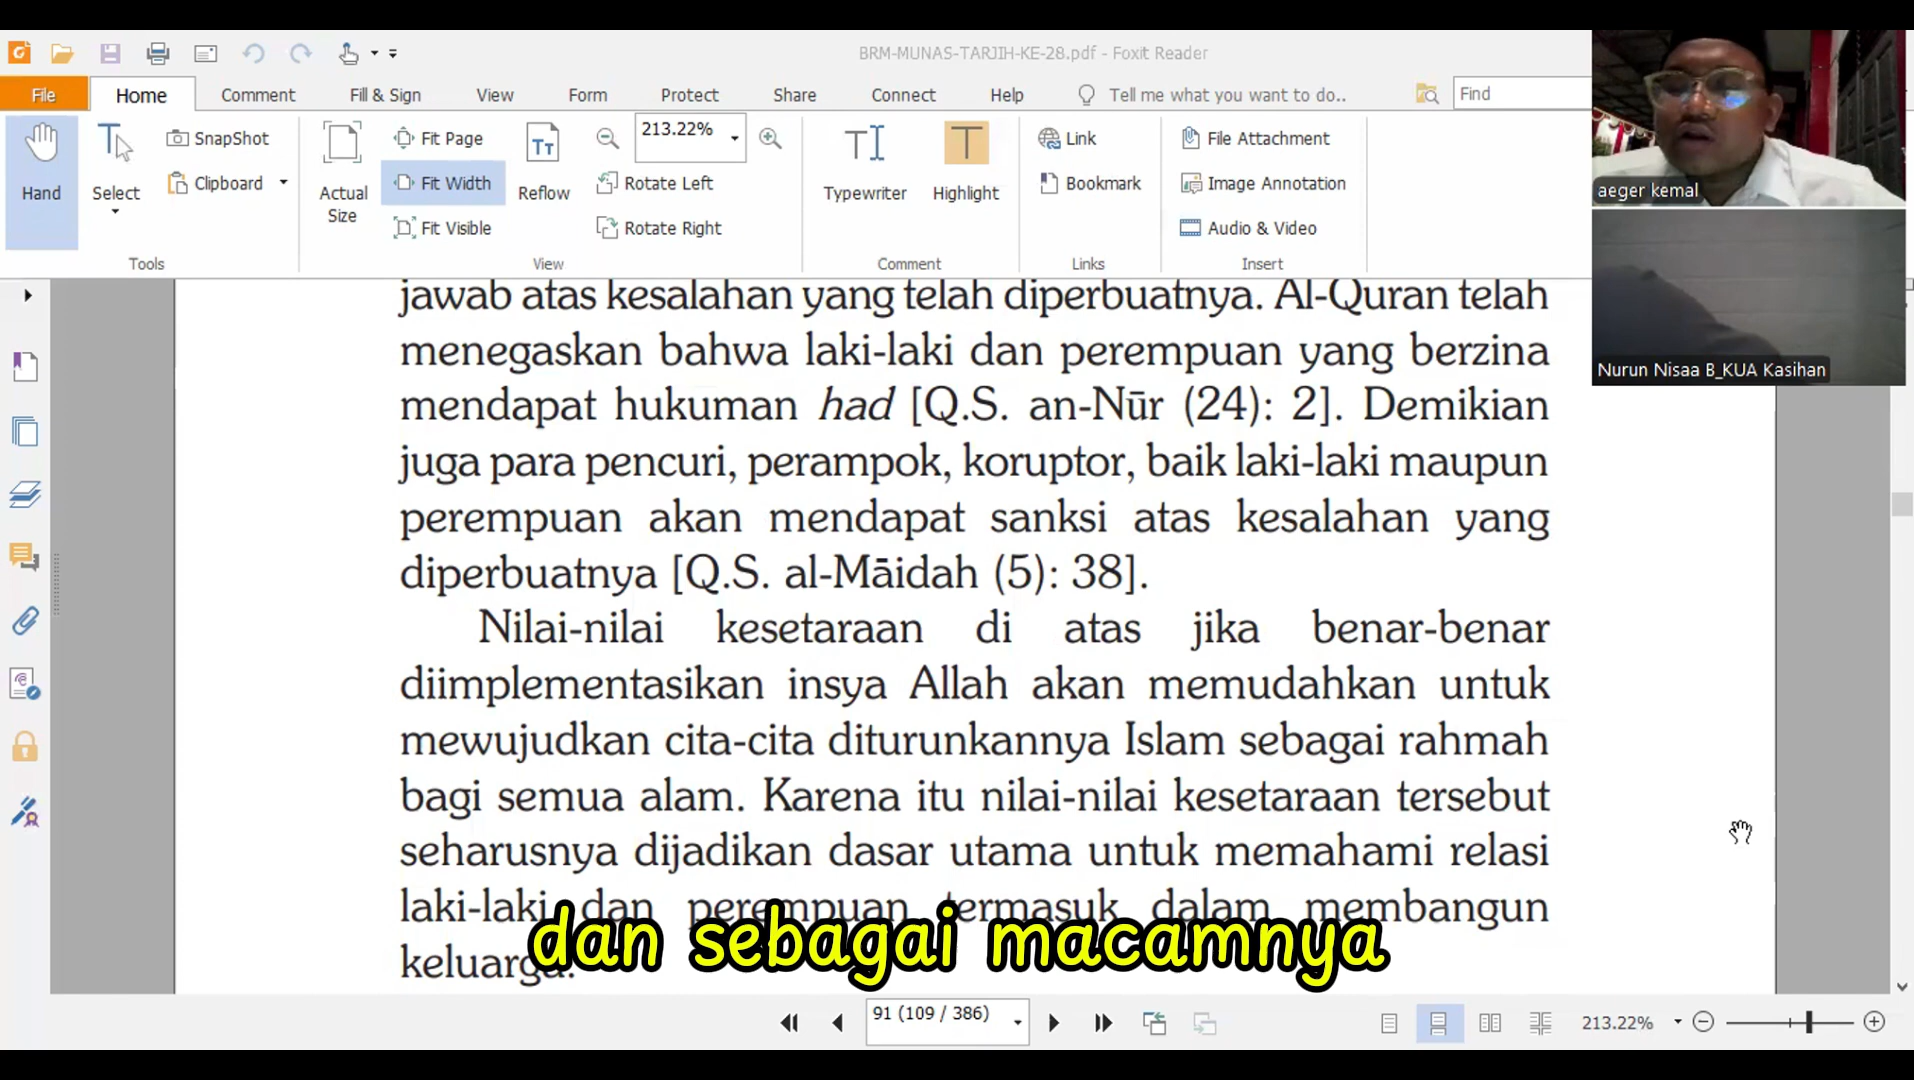 BRM-MUNAS-TARJIH-KE-28.pdf - Foxit Reader
File Home Comment Fill & Sign View Form Protect Share Connect Help Tell me what you want to do.. Find
Hand
Select
SnapShot
Clipboard
Tools
Actual Size
Fit Page
Fit Width
Fit Visible
Reflow
213.22%
Rotate Left
Rotate Right
View
Typewriter
Highlight
Comment
Link
Bookmark
Links
File Attachment
Image Annotation
Audio & Video
Insert
aeger kemal
Nurun Nisaa B_KUA Kasihan
jawab atas kesalahan yang telah diperbuatnya. Al-Quran telah
menegaskan bahwa laki-laki dan perempuan yang berzina
mendapat hukuman had [Q.S. an-Nūr (24): 2]. Demikian
juga para pencuri, perampok, koruptor, baik laki-laki maupun
perempuan akan mendapat sanksi atas kesalahan yang
diperbuatnya [Q.S. al-Māidah (5): 38].
Nilai-nilai kesetaraan di atas jika benar-benar
diimplementasikan insya Allah akan memudahkan untuk
mewujudkan cita-cita diturunkannya Islam sebagai rahmah
bagi semua alam. Karena itu nilai-nilai kesetaraan tersebut
seharusnya dijadikan dasar utama untuk memahami relasi
laki-laki dan perempuan termasuk dalam membangun
keluarga.
dan sebagai macamnya
91 (109 / 386)
213.22%